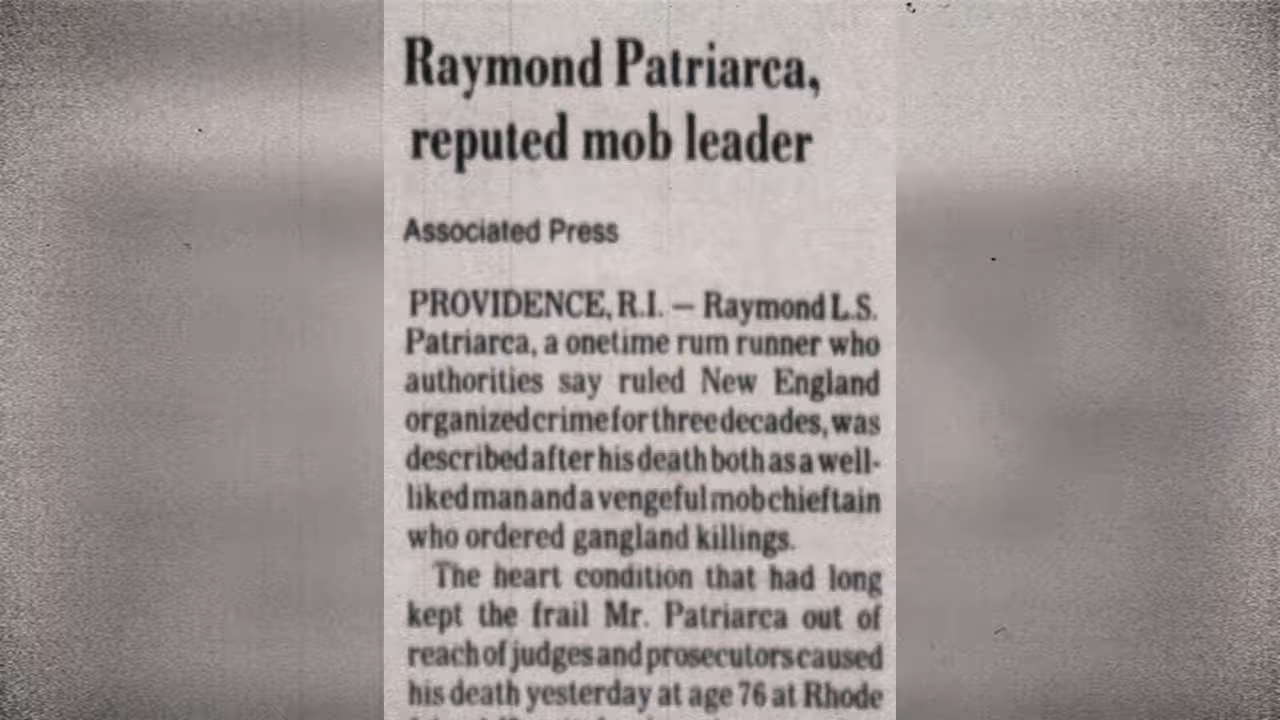 Raymond Patriarca,
reputed mob leader
Associated Press
PROVIDENCE, R.I. — Raymond L.S.
Patriarca, a onetime rum runner who
authorities say ruled New England
organized crime for three decades, was
described after his death both as a well-
liked man and a vengeful mob chieftain
who ordered gangland killings.
The heart condition that had long
kept the frail Mr. Patriarca out of
reach of judges and prosecutors caused
his death yesterday at age 76 at Rhode